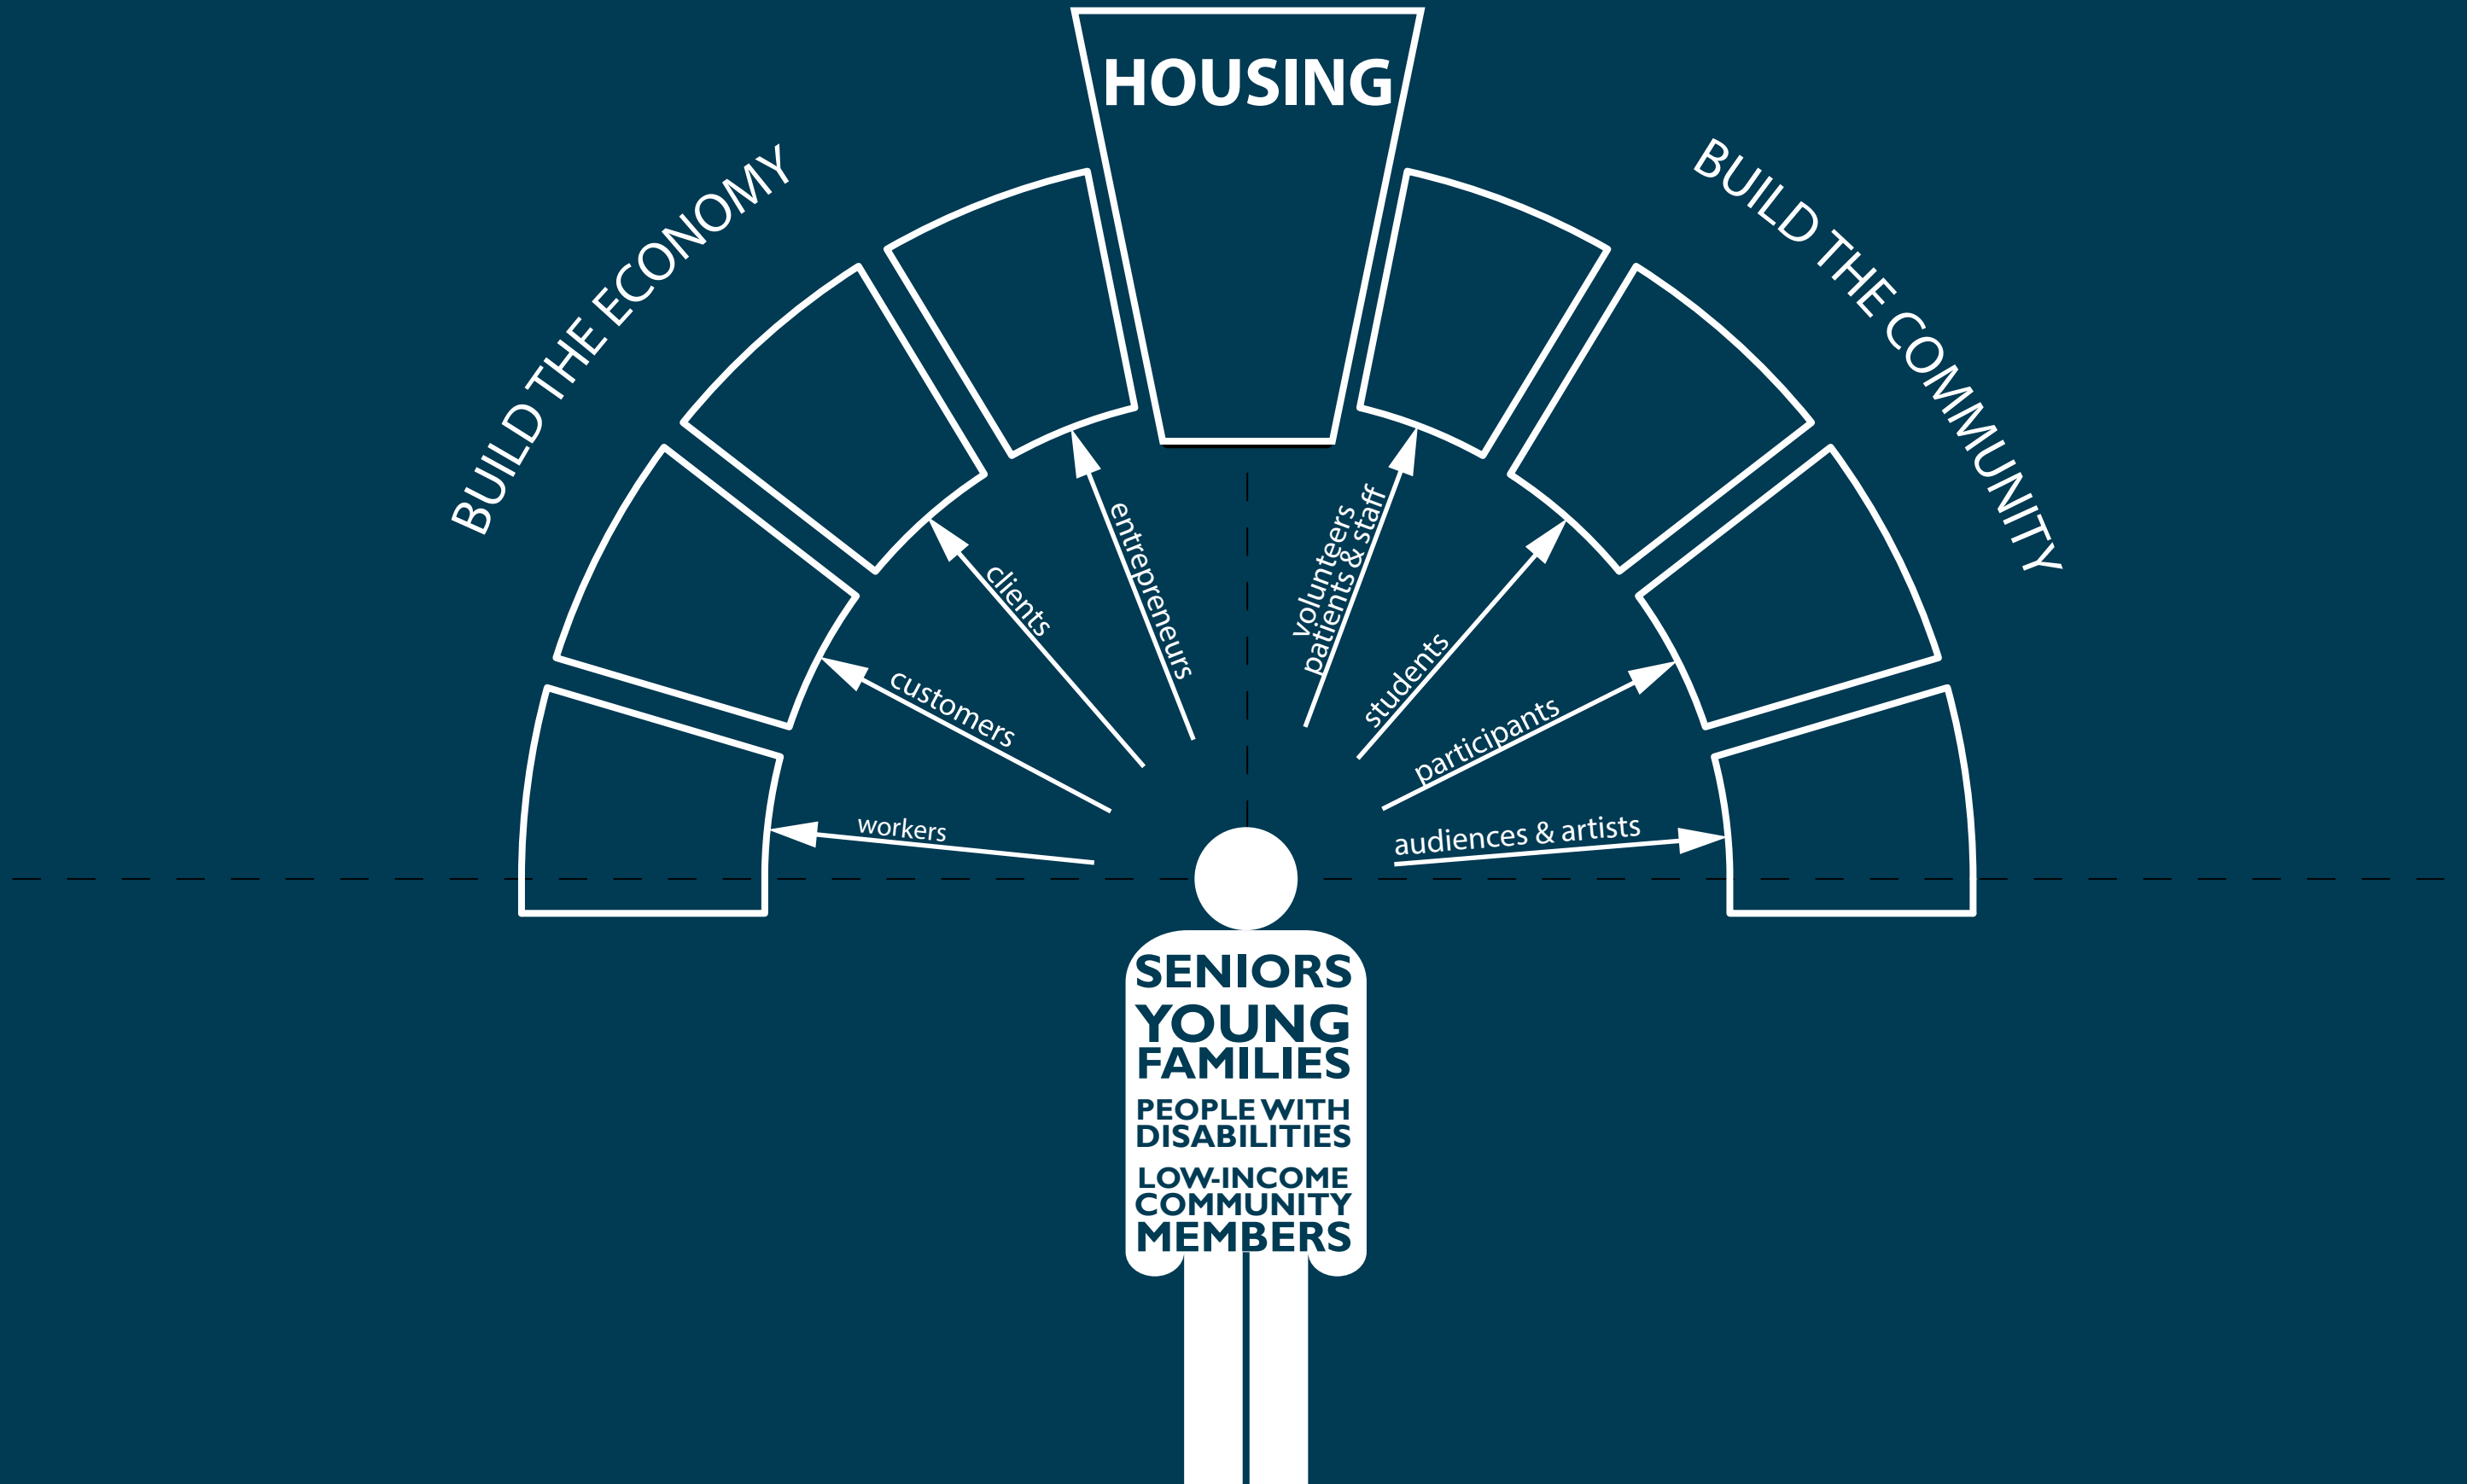 HOUSING
BUILD THE ECONOMY
BUILD THE COMMUNITY
workers
customers
clients
entrepreneurs
volunteers
patients & staff
students
participants
audiences & artists
SENIORS
YOUNG
FAMILIES
PEOPLE WITH
DISABILITIES
LOW-INCOME
COMMUNITY
MEMBERS